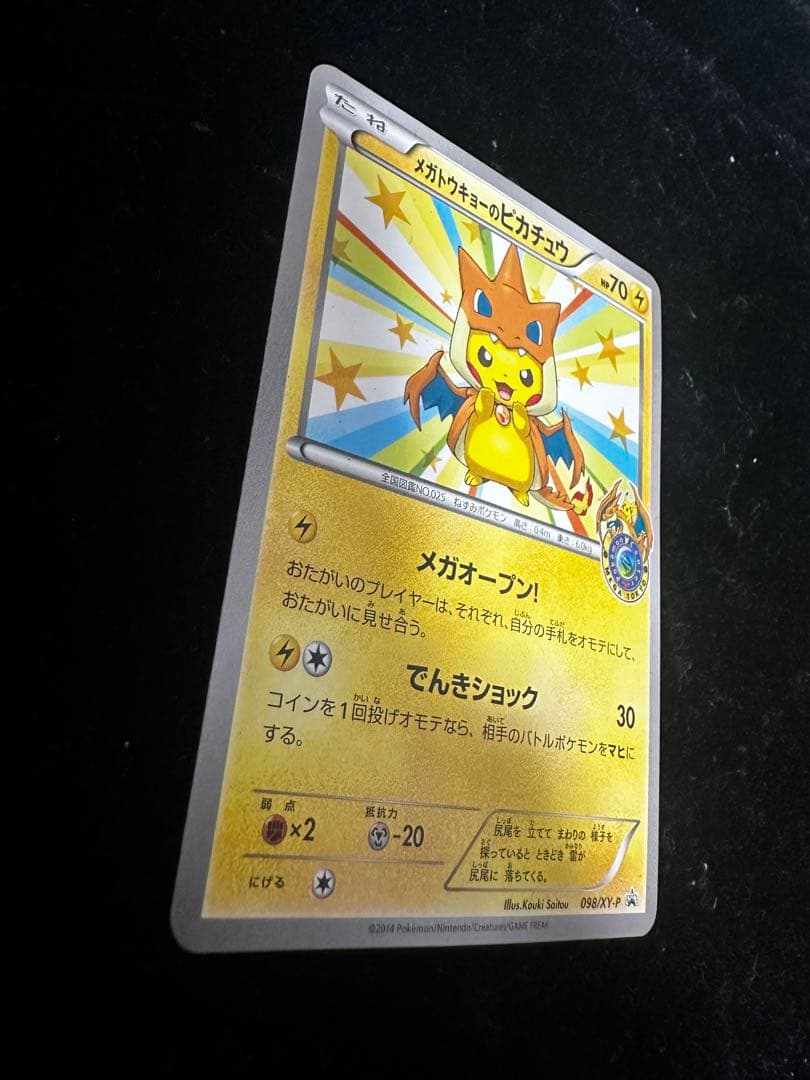 たね
メガトウキョーのピカチュウ
HP70
全国図鑑NO.025 ねずみポケモン 高さ:0.4m 重さ:6.0kg
Pokémon Center
MEGA TOKYO
メガオープン!
おたがいのプレイヤーは、それぞれ、自分の手札をオモテにして、
おたがいに見せ合う。
でんきショック 30
コインを1回投げオモテなら、相手のバトルポケモンをマヒに
する。
弱点 抵抗力
×2 -20
にげる
尻尾を 立てて まわりの 様子を
探っていると ときどき 雷が
尻尾に 落ちてくる。
Illus.Kouki Saitou 098/XY-P
©2014 Pokémon/Nintendo/Creatures/GAME FREAK